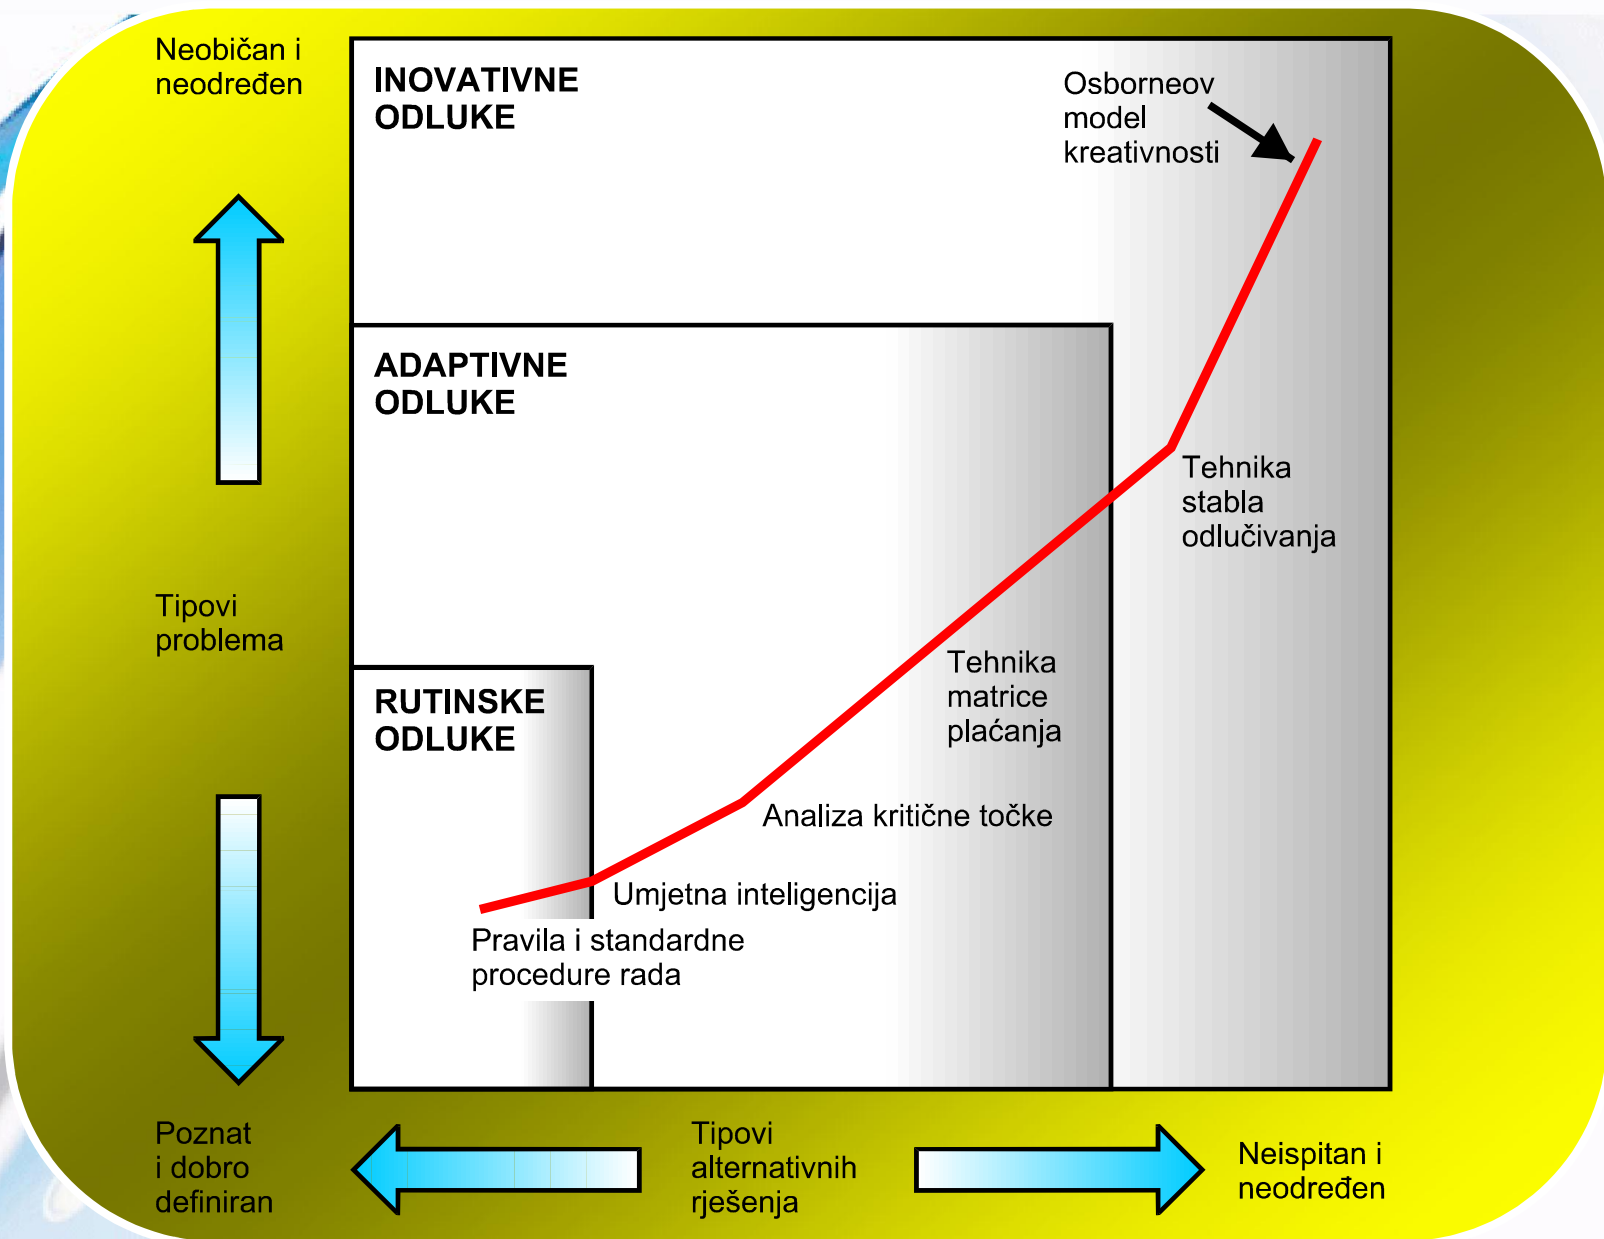 Neobičan i
neodređen
INOVATIVNE
ODLUKE
Osborneov
model
kreativnosti
ADAPTIVNE
ODLUKE
Tehnika
stabla
odlučivanja
Tipovi
problema
Tehnika
matrice
plaćanja
RUTINSKE
ODLUKE
Analiza kritične točke
Umjetna inteligencija
Pravila i standardne
procedure rada
Poznat
i dobro
definiran
Tipovi
alternativnih
rješenja
Neispitan i
neodređen